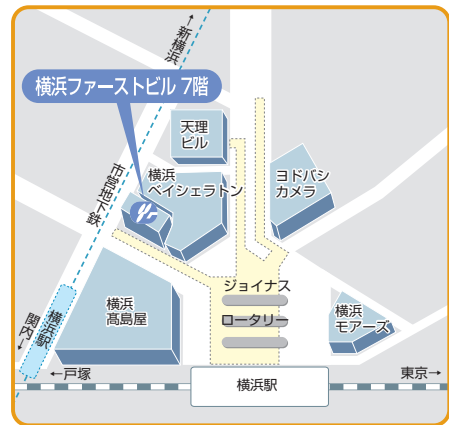 ←新横浜
横浜ファーストビル 7階
天理
ビル
横浜
ベイシェラトン
ヨドバシ
カメラ
市営地下鉄
ジョイナス
ロータリー
横浜
髙島屋
横浜
モアーズ
横浜駅
関内→
←戸塚
横浜駅
東京→